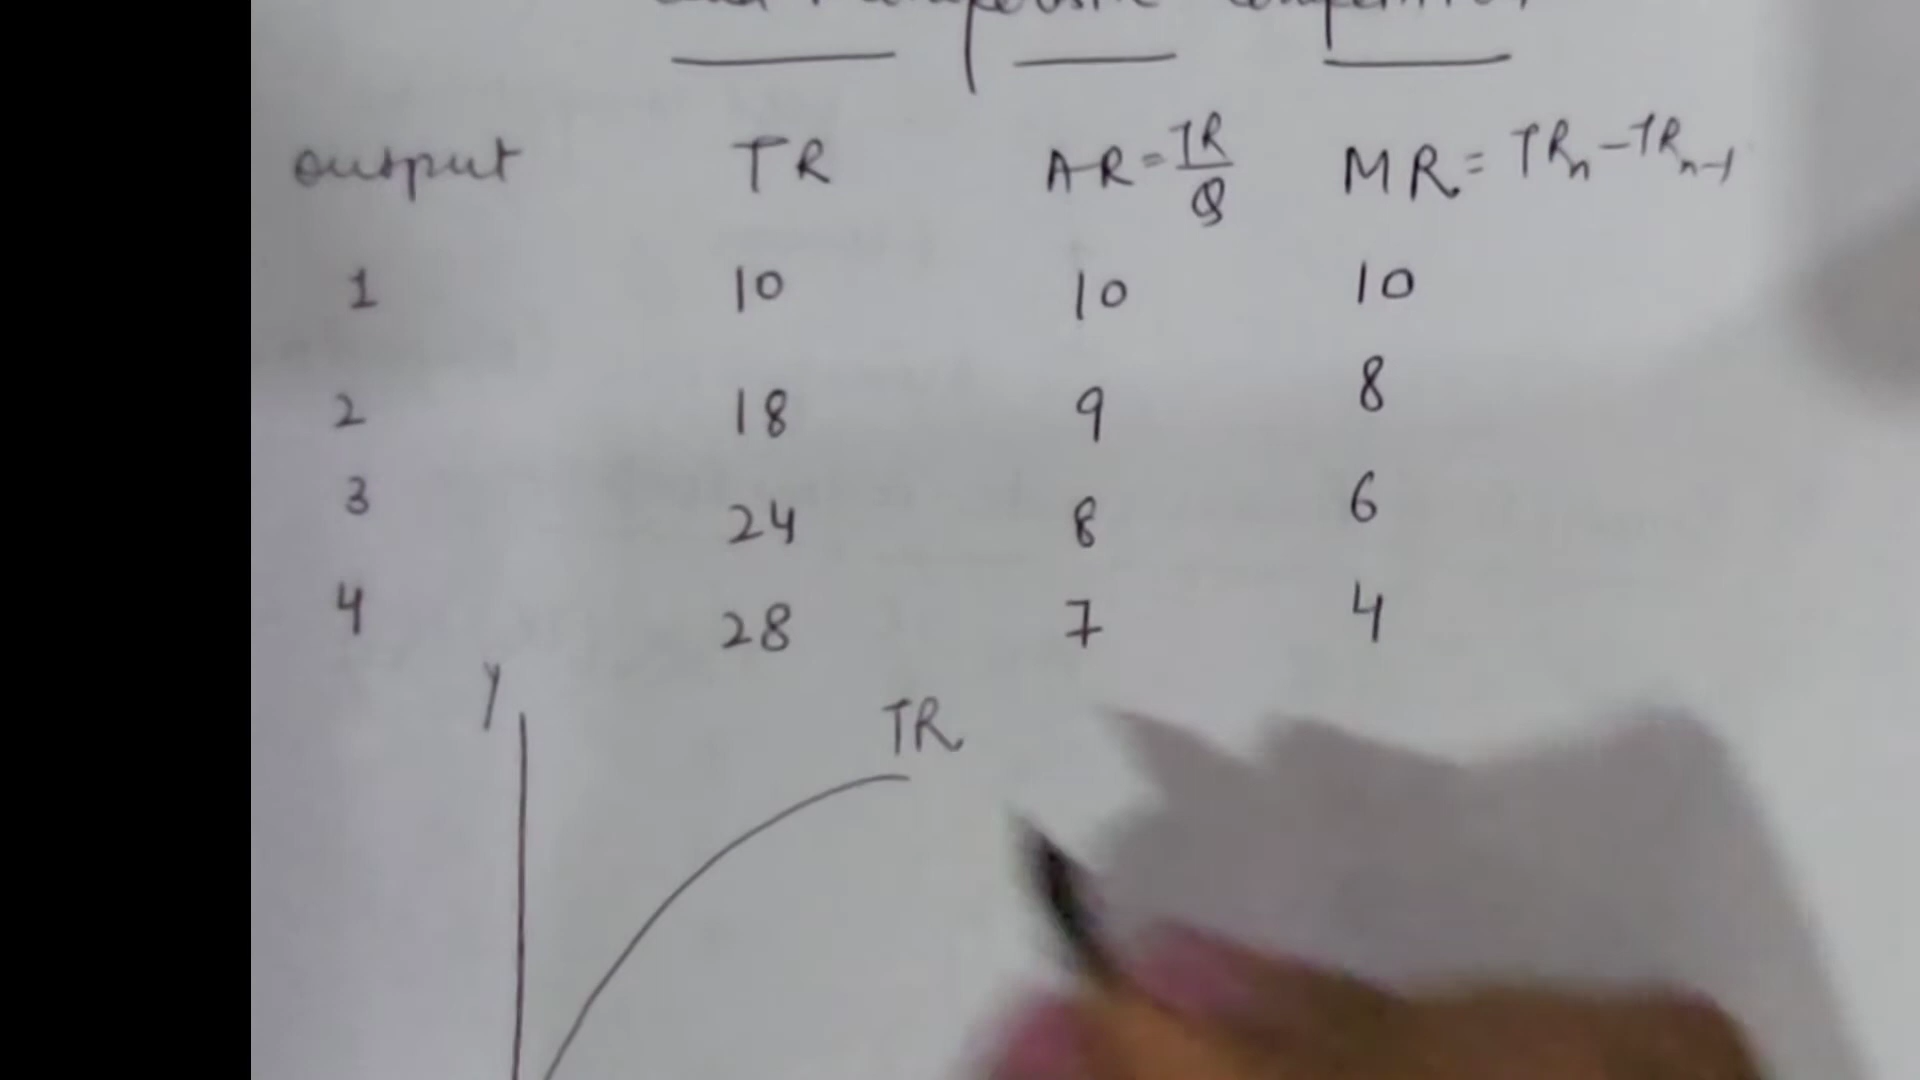 competition
output TR AR = TR/Q MR = TRn - TRn-1
1 10 10 10
2 18 9 8
3 24 8 6
4 28 7 4
y
TR